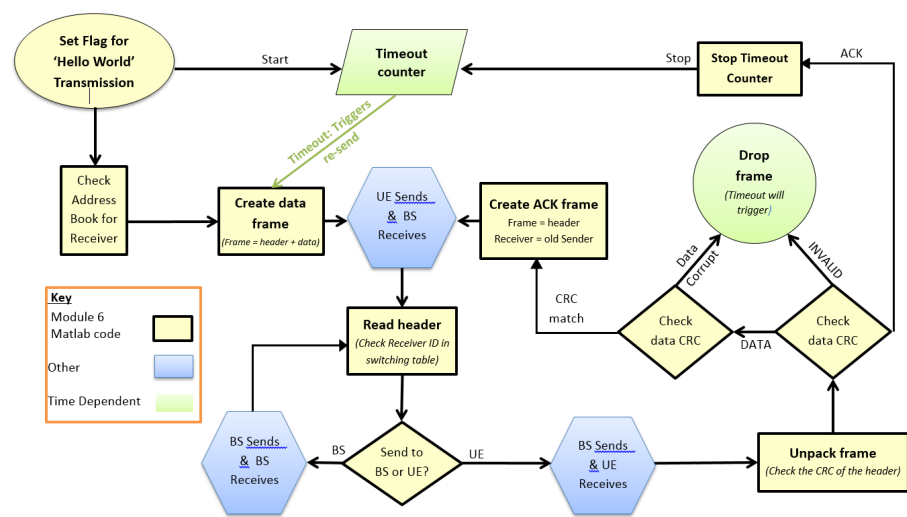 Set Flag for
'Hello World'
Transmission
Start
Timeout
counter
Stop
Stop Timeout
Counter
ACK
Timeout: Triggers
re-send
Check
Address
Book for
Receiver
Create data
frame
(Frame = header + data)
UE Sends
& BS
Receives
Create ACK frame
Frame = header
Receiver = old Sender
Drop
frame
(Timeout will
trigger)
Data
Corrupt
INVALID
CRC
match
Check
data CRC
DATA
Check
data CRC
Key
Module 6
Matlab code
Other
Time Dependent
Read header
(Check Receiver ID in
switching table)
BS Sends
& BS
Receives
BS
Send to
BS or UE?
UE
BS Sends
& UE
Receives
Unpack frame
(Check the CRC of the header)